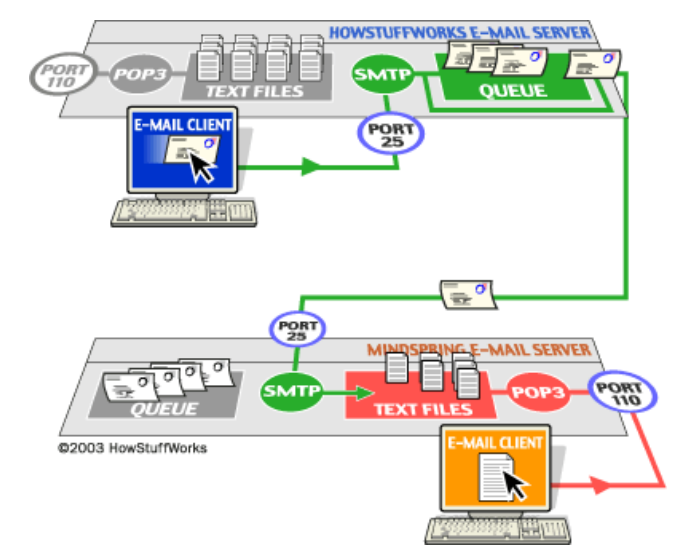 HOWSTUFFWORKS E-MAIL SERVER
PORT
110
POP3
TEXT FILES
SMTP
QUEUE
E-MAIL CLIENT
PORT
25
PORT
25
MINDSPRING E-MAIL SERVER
QUEUE
SMTP
TEXT FILES
POP3
PORT
110
©2003 HowStuffWorks
E-MAIL CLIENT